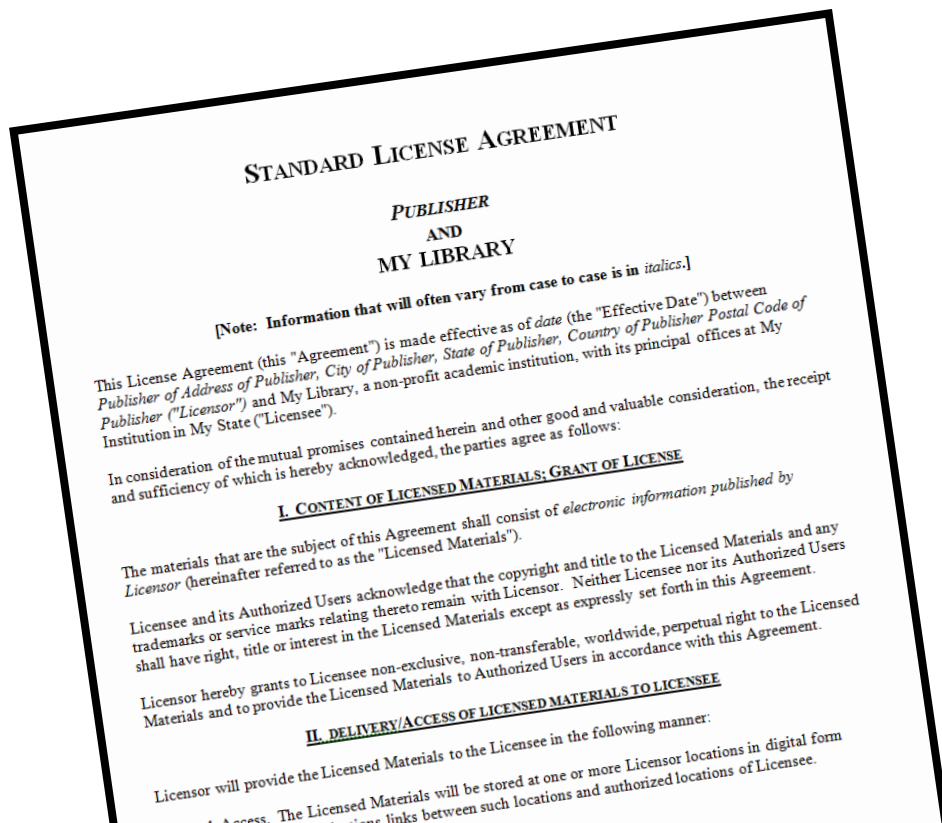 STANDARD LICENSE AGREEMENT
PUBLISHER
AND
MY LIBRARY
[Note:  Information that will often vary from case to case is in italics.]
This License Agreement (this "Agreement") is made effective as of date (the "Effective Date") between
Publisher of Address of Publisher, City of Publisher, State of Publisher, Country of Publisher Postal Code of
Publisher ("Licensor") and My Library, a non-profit academic institution, with its principal offices at My
Institution in My State ("Licensee").
In consideration of the mutual promises contained herein and other good and valuable consideration, the receipt
and sufficiency of which is hereby acknowledged, the parties agree as follows:
I. CONTENT OF LICENSED MATERIALS; GRANT OF LICENSE
The materials that are the subject of this Agreement shall consist of electronic information published by
Licensor (hereinafter referred to as the "Licensed Materials").
Licensee and its Authorized Users acknowledge that the copyright and title to the Licensed Materials and any
trademarks or service marks relating thereto remain with Licensor.  Neither Licensee nor its Authorized Users
shall have right, title or interest in the Licensed Materials except as expressly set forth in this Agreement.
Licensor hereby grants to Licensee non-exclusive, non-transferable, worldwide, perpetual right to the Licensed
Materials and to provide the Licensed Materials to Authorized Users in accordance with this Agreement.
II. DELIVERY/ACCESS OF LICENSED MATERIALS TO LICENSEE
Licensor will provide the Licensed Materials to the Licensee in the following manner:
Access.  The Licensed Materials will be stored at one or more Licensor locations in digital form
links between such locations and authorized locations of Licensee.